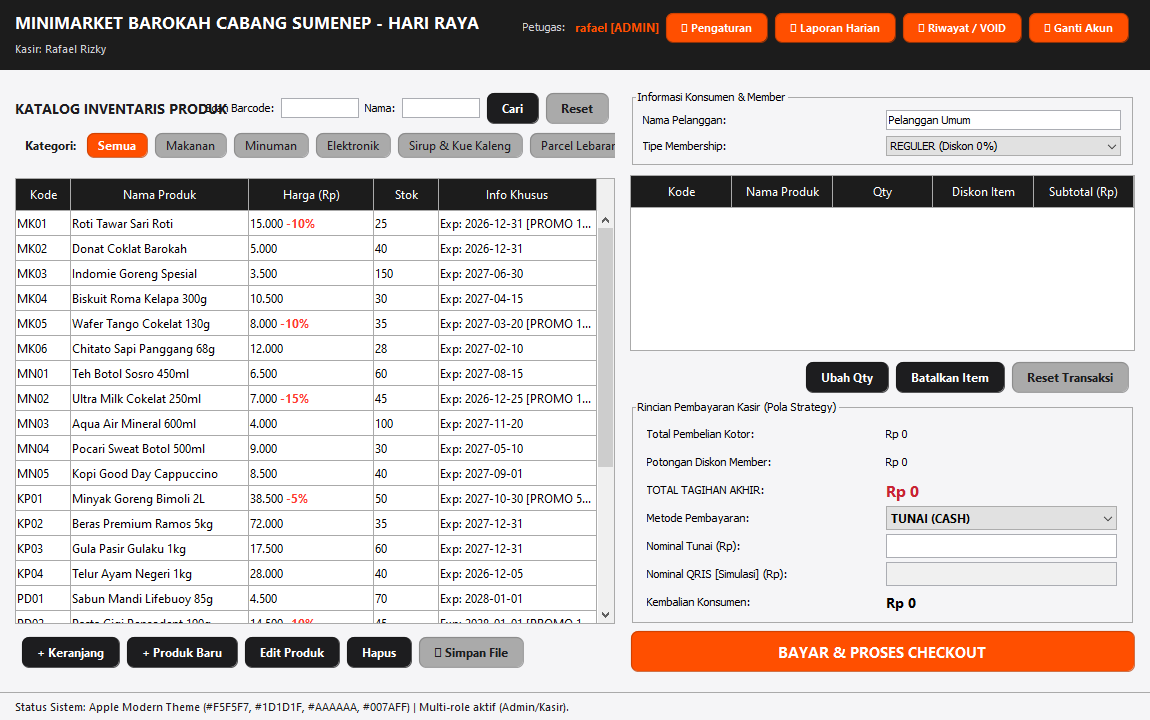 MINIMARKET BAROKAH CABANG SUMENEP - HARI RAYA
Kasir: Rafael Rizky
Petugas: rafael [ADMIN] Pengaturan Laporan Harian Riwayat / VOID Ganti Akun
KATALOG INVENTARIS PRODUK Scan Barcode: Nama: Cari Reset
Kategori: Semua Makanan Minuman Elektronik Sirup & Kue Kaleng Parcel Lebaran
Kode Nama Produk Harga (Rp) Stok Info Khusus
MK01 Roti Tawar Sari Roti 15.000 -10% 25 Exp: 2026-12-31 [PROMO 1...
MK02 Donat Coklat Barokah 5.000 40 Exp: 2026-12-31
MK03 Indomie Goreng Spesial 3.500 150 Exp: 2027-06-30
MK04 Biskuit Roma Kelapa 300g 10.500 30 Exp: 2027-04-15
MK05 Wafer Tango Cokelat 130g 8.000 -10% 35 Exp: 2027-03-20 [PROMO 1...
MK06 Chitato Sapi Panggang 68g 12.000 28 Exp: 2027-02-10
MN01 Teh Botol Sosro 450ml 6.500 60 Exp: 2027-08-15
MN02 Ultra Milk Cokelat 250ml 7.000 -15% 45 Exp: 2026-12-25 [PROMO 1...
MN03 Aqua Air Mineral 600ml 4.000 100 Exp: 2027-11-20
MN04 Pocari Sweat Botol 500ml 9.000 30 Exp: 2027-05-10
MN05 Kopi Good Day Cappuccino 8.500 40 Exp: 2027-09-01
KP01 Minyak Goreng Bimoli 2L 38.500 -5% 50 Exp: 2027-10-30 [PROMO 5...
KP02 Beras Premium Ramos 5kg 72.000 35 Exp: 2027-12-31
KP03 Gula Pasir Gulaku 1kg 17.500 60 Exp: 2027-12-31
KP04 Telur Ayam Negeri 1kg 28.000 40 Exp: 2026-12-05
PD01 Sabun Mandi Lifebuoy 85g 4.500 70 Exp: 2028-01-01
PD02 Pasta Gigi Pepsodent 190g 14.500 -10% 45 Exp: 2028-01-01 [PROMO 1...
+ Keranjang + Produk Baru Edit Produk Hapus Simpan File
Informasi Konsumen & Member
Nama Pelanggan: Pelanggan Umum
Tipe Membership: REGULER (Diskon 0%)
Kode Nama Produk Qty Diskon Item Subtotal (Rp)
Ubah Qty Batalkan Item Reset Transaksi
Rincian Pembayaran Kasir (Pola Strategy)
Total Pembelian Kotor: Rp 0
Potongan Diskon Member: Rp 0
TOTAL TAGIHAN AKHIR: Rp 0
Metode Pembayaran: TUNAI (CASH)
Nominal Tunai (Rp):
Nominal QRIS [Simulasi] (Rp):
Kembalian Konsumen: Rp 0
BAYAR & PROSES CHECKOUT
Status Sistem: Apple Modern Theme (#F5F5F7, #1D1D1F, #AAAAAA, #007AFF) | Multi-role aktif (Admin/Kasir).